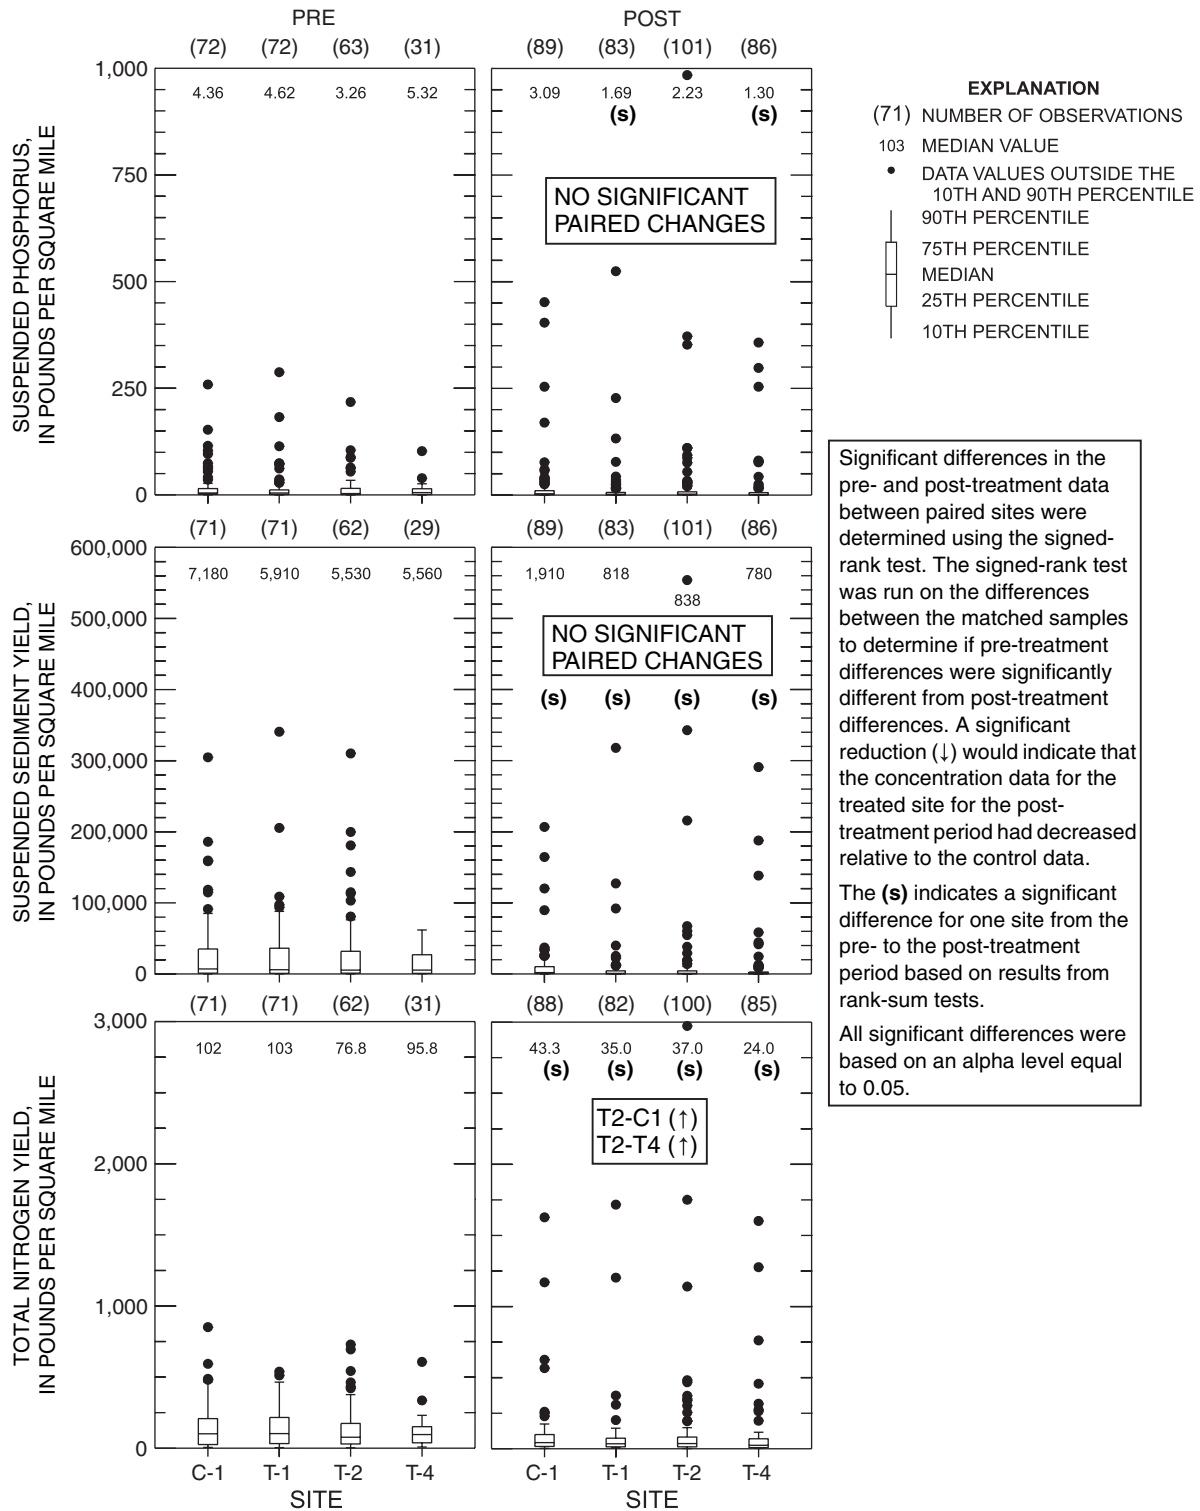 PRE
POST
(72) (72) (63) (31)
(89) (83) (101) (86)
SUSPENDED PHOSPHORUS,
IN POUNDS PER SQUARE MILE
1,000
750
500
250
0
4.36 4.62 3.26 5.32
3.09 1.69 2.23 1.30
(s) (s)
NO SIGNIFICANT
PAIRED CHANGES
EXPLANATION
(71) NUMBER OF OBSERVATIONS
103 MEDIAN VALUE
DATA VALUES OUTSIDE THE
10TH AND 90TH PERCENTILE
90TH PERCENTILE
75TH PERCENTILE
MEDIAN
25TH PERCENTILE
10TH PERCENTILE
(71) (71) (62) (29)
(89) (83) (101) (86)
SUSPENDED SEDIMENT YIELD,
IN POUNDS PER SQUARE MILE
600,000
500,000
400,000
300,000
200,000
100,000
0
7,180 5,910 5,530 5,560
1,910 818 838 780
NO SIGNIFICANT
PAIRED CHANGES
(s) (s) (s) (s)
Significant differences in the
pre- and post-treatment data
between paired sites were
determined using the signed-
rank test. The signed-rank test
was run on the differences
between the matched samples
to determine if pre-treatment
differences were significantly
different from post-treatment
differences. A significant
reduction (↓) would indicate that
the concentration data for the
treated site for the post-
treatment period had decreased
relative to the control data.
The (s) indicates a significant
difference for one site from the
pre- to the post-treatment
period based on results from
rank-sum tests.
All significant differences were
based on an alpha level equal
to 0.05.
(71) (71) (62) (31)
(88) (82) (100) (85)
TOTAL NITROGEN YIELD,
IN POUNDS PER SQUARE MILE
3,000
2,000
1,000
0
102 103 76.8 95.8
43.3 35.0 37.0 24.0
(s) (s) (s) (s)
T2-C1 (↑)
T2-T4 (↑)
C-1 T-1 T-2 T-4
C-1 T-1 T-2 T-4
SITE
SITE